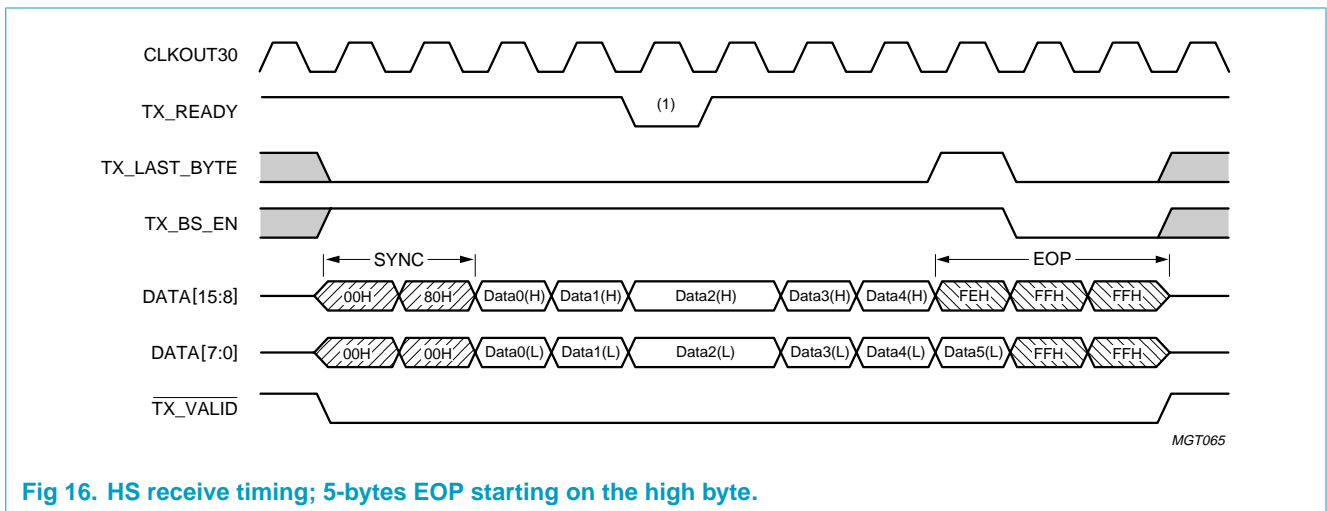 CLKOUT30
TX_READY
(1)
TX_LAST_BYTE
TX_BS_EN
SYNC EOP
DATA[15:8] 00H 80H Data0(H) Data1(H) Data2(H) Data3(H) Data4(H) FEH FFH FFH
DATA[7:0] 00H 00H Data0(L) Data1(L) Data2(L) Data3(L) Data4(L) Data5(L) FFH FFH
TX_VALID
MGT065
Fig 16. HS receive timing; 5-bytes EOP starting on the high byte.